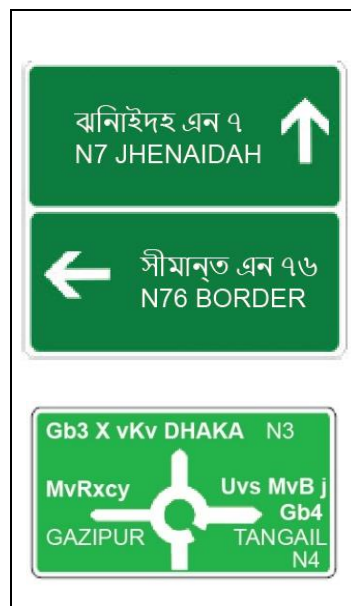 ঝনিাইদহ এন ৭
N7 JHENAIDAH
সীমান্‌ত এন ৭৬
N76 BORDER
Gb3 X vKv DHAKA N3
MvRxcy
GAZIPUR
Uvs MvB j
Gb4
TANGAIL
N4